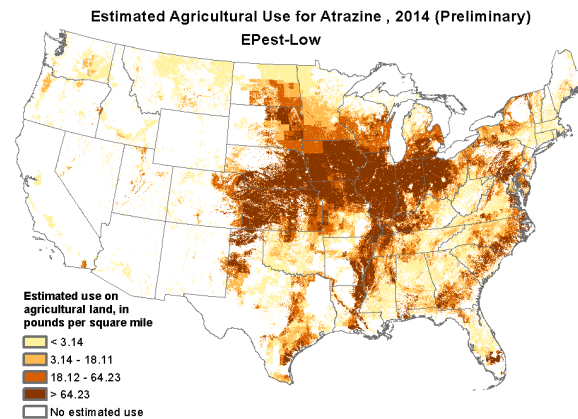 Estimated Agricultural Use for Atrazine , 2014 (Preliminary)
EPest-Low
Estimated use on
agricultural land, in
pounds per square mile
< 3.14
3.14 - 18.11
18.12 - 64.23
> 64.23
No estimated use